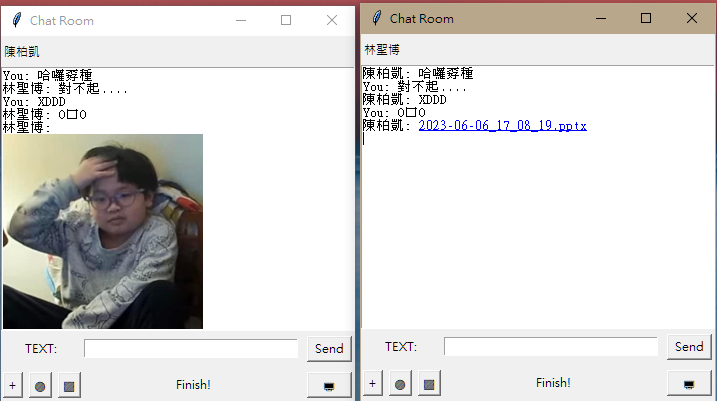 Chat Room
陳柏凱
You: 哈囉孬種
林聖博: 對不起....
You: XDDD
林聖博: O口O
林聖博:
TEXT:
Send
+
Finish!
Chat Room
林聖博
陳柏凱: 哈囉孬種
You: 對不起....
陳柏凱: XDDD
You: O口O
陳柏凱: 2023-06-06_17_08_19.pptx
TEXT:
Send
+
Finish!